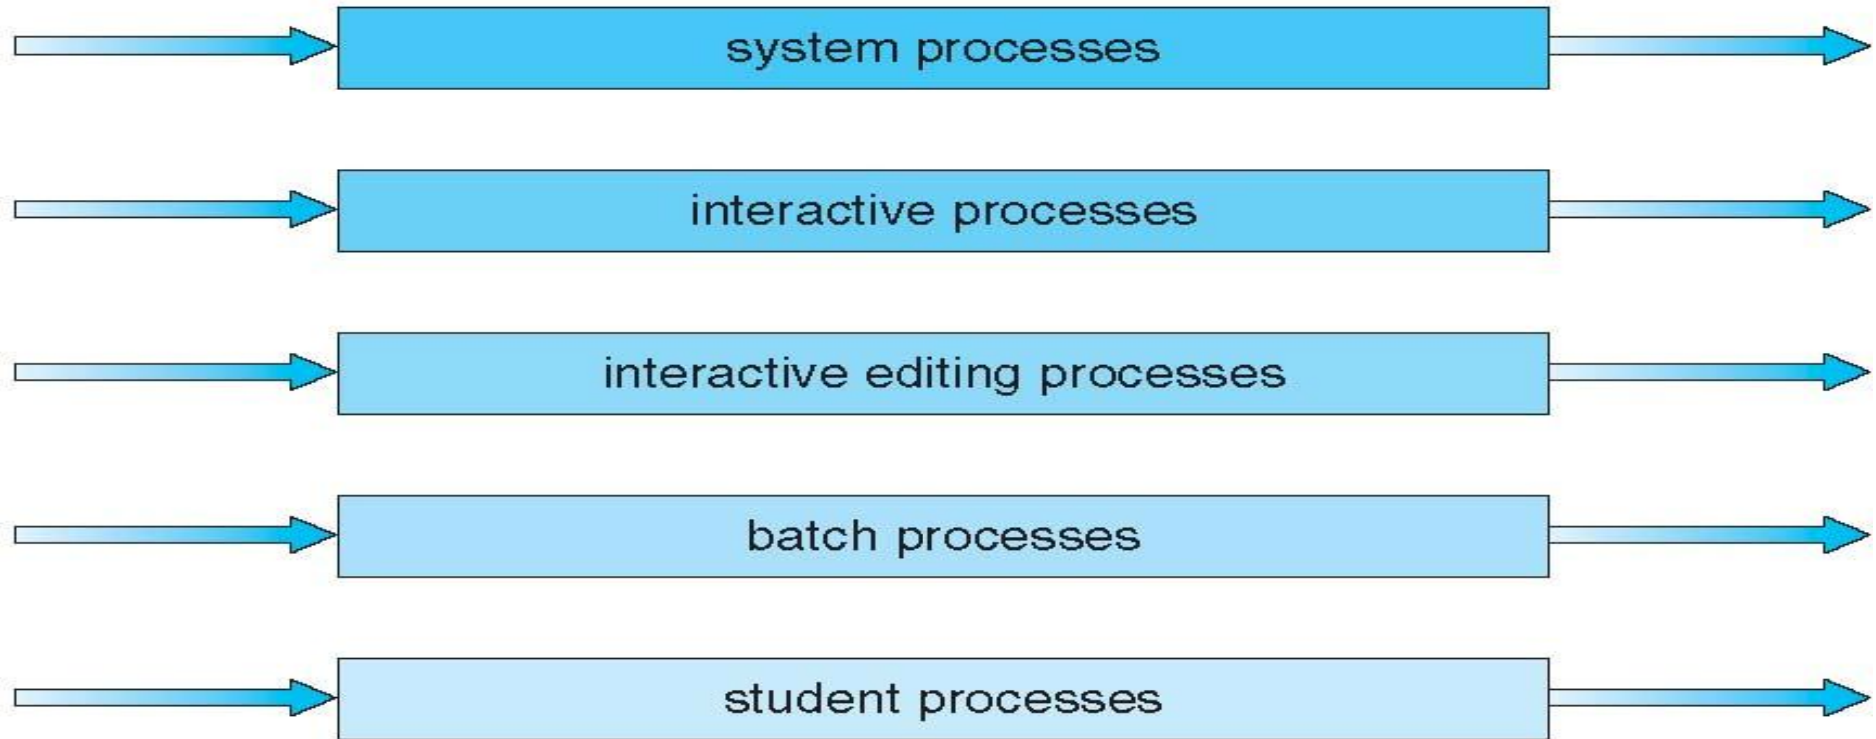 system processes
interactive processes
interactive editing processes
batch processes
student processes